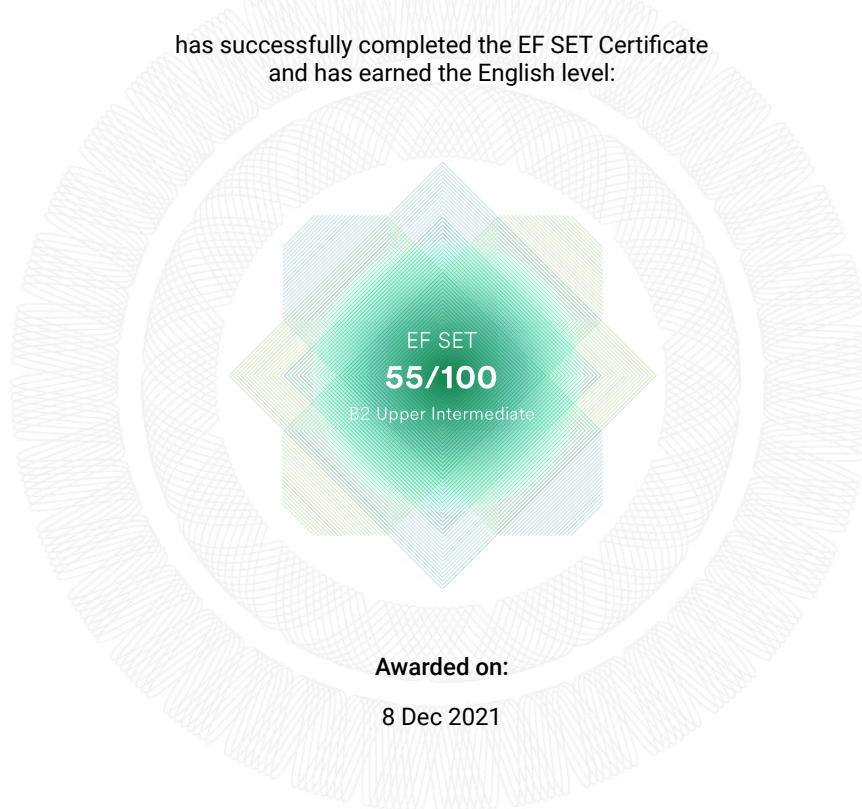 has successfully completed the EF SET Certificate
and has earned the English level:
EF SET
55/100
B2 Upper Intermediate
Awarded on:
8 Dec 2021